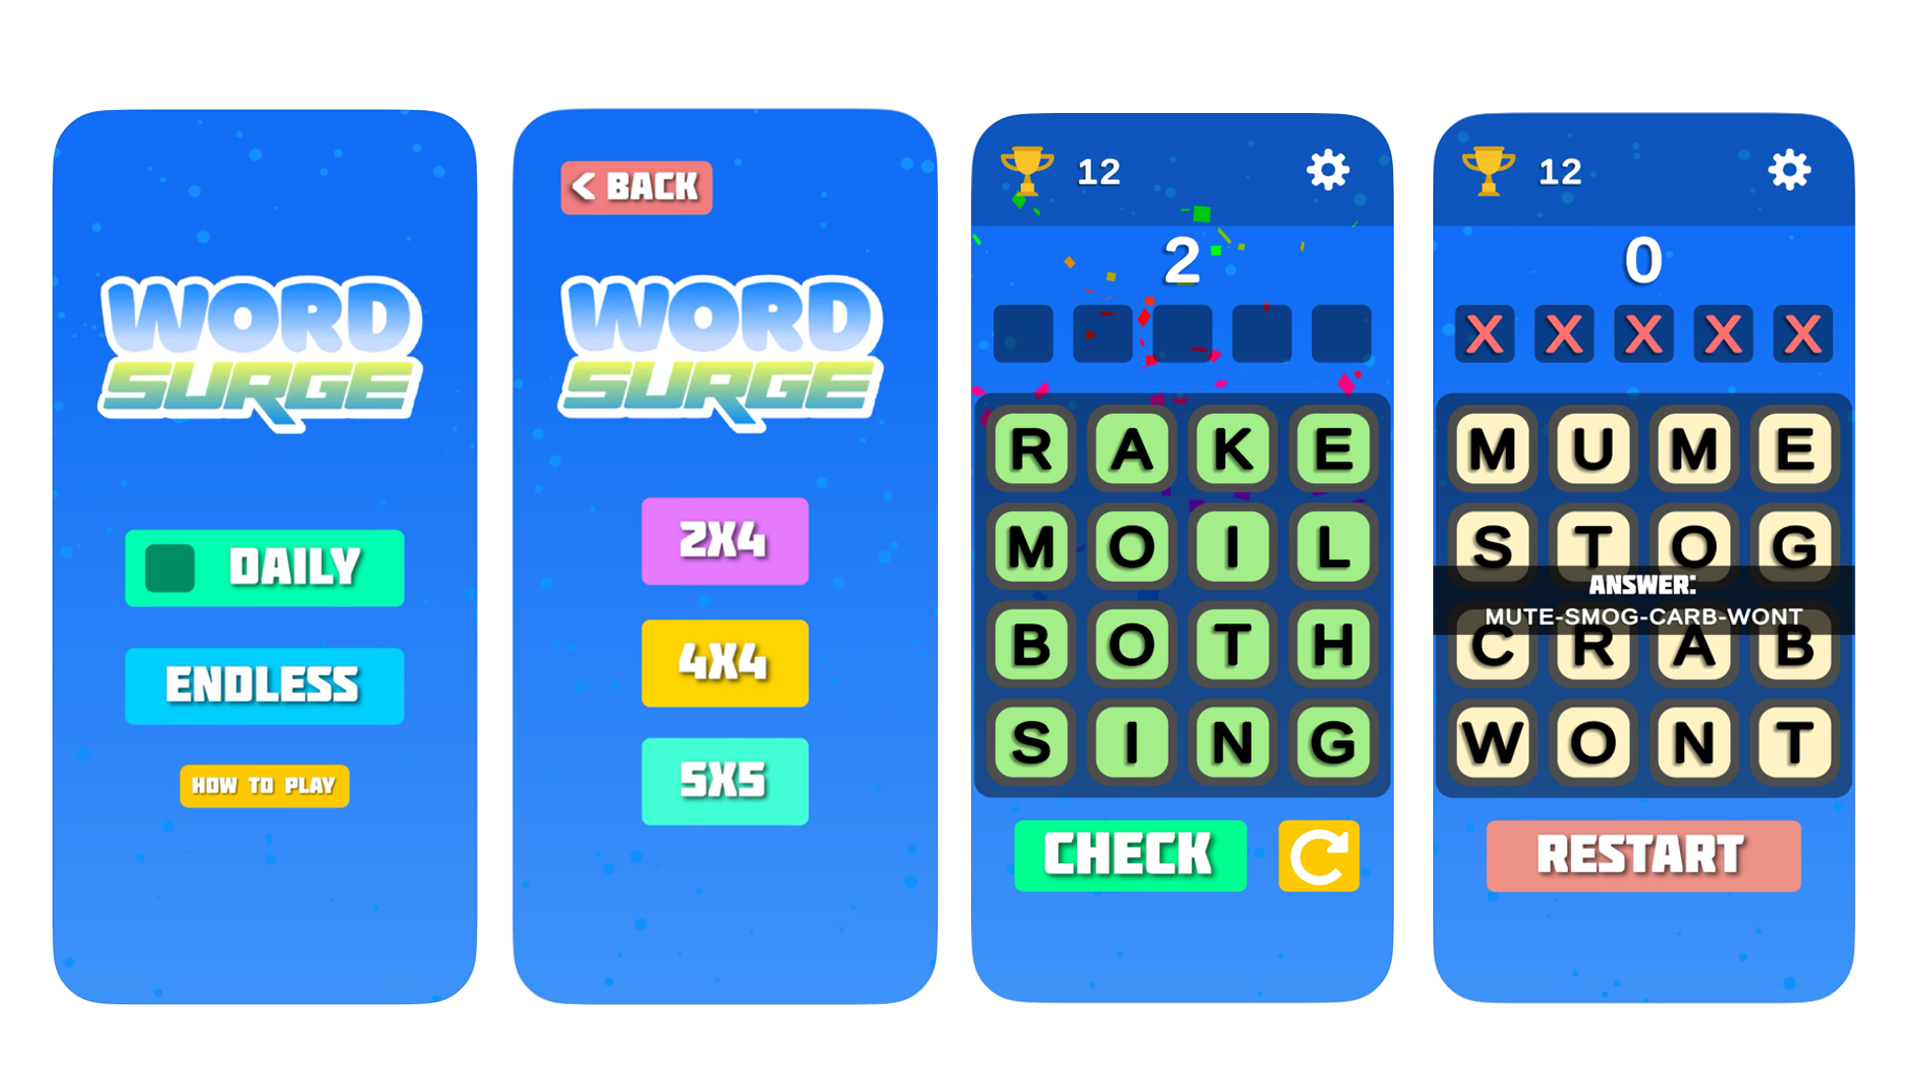 WORD
SURGE
DAILY
ENDLESS
HOW TO PLAY
< BACK
WORD
SURGE
2X4
4X4
5X5
12
2
R A K E
M O I L
B O T H
S I N G
CHECK
12
0
X X X X X
M U M E
S T O G
ANSWER:
MUTE-SMOG-CARB-WONT
C R A B
W O N T
RESTART